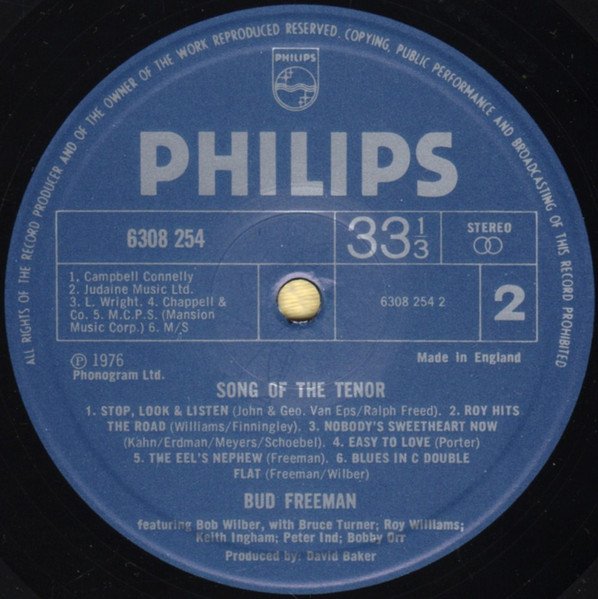 ALL RIGHTS OF THE RECORD PRODUCER AND OF THE OWNER OF THE WORK REPRODUCED RESERVED. COPYING, PUBLIC PERFORMANCE AND BROADCASTING OF THIS RECORD PROHIBITED
PHILIPS
PHILIPS
6308 254
33 1/3
STEREO
1. Campbell Connelly
2. Judaine Music Ltd.
3. L. Wright. 4. Chappell &
Co. 5. M.C.P.S. (Mansion
Music Corp.) 6. M/S
6308 254 2
2
℗ 1976
Phonogram Ltd.
Made in England
SONG OF THE TENOR
1. STOP, LOOK & LISTEN (John & Geo. Van Eps/Ralph Freed). 2. ROY HITS
THE ROAD (Williams/Finningley). 3. NOBODY'S SWEETHEART NOW
(Kahn/Erdman/Meyers/Schoebel) 4. EASY TO LOVE (Porter)
5. THE EEL'S NEPHEW (Freeman). 6. BLUES IN C DOUBLE
FLAT (Freeman/Wilber)
BUD FREEMAN
featuring Bob Wilber, with Bruce Turner; Roy Williams;
Keith Ingham; Peter Ind; Bobby Orr
Produced by: David Baker